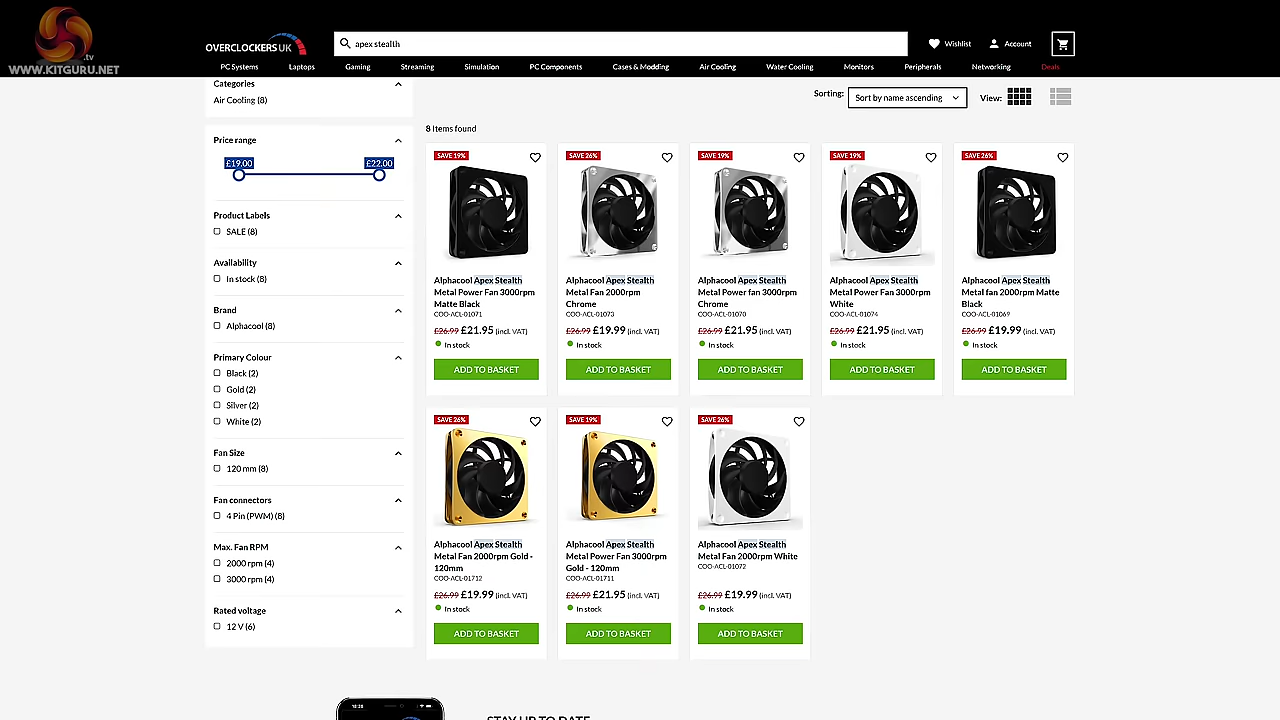 .tv
WWW.KITGURU.NET
OVERCLOCKERS UK
apex stealth
Wishlist
Account
PC Systems
Laptops
Gaming
Streaming
Simulation
PC Components
Cases & Modding
Air Cooling
Water Cooling
Monitors
Peripherals
Networking
Deals
Categories
Air Cooling (8)
Price range
£19.00
£22.00
Product Labels
SALE (8)
Availability
In stock (8)
Brand
Alphacool (8)
Primary Colour
Black (2)
Gold (2)
Silver (2)
White (2)
Fan Size
120 mm (8)
Fan connectors
4 Pin (PWM) (8)
Max. Fan RPM
2000 rpm (4)
3000 rpm (4)
Rated voltage
12 V (6)
Sorting:
Sort by name ascending
View:
8 Items found
SAVE 19%
Alphacool Apex Stealth
Metal Power Fan 3000rpm
Matte Black
COO-ACL-01071
£26.99 £21.95 (incl. VAT)
In stock
ADD TO BASKET
SAVE 26%
Alphacool Apex Stealth
Metal Fan 2000rpm
Chrome
COO-ACL-01073
£26.99 £19.99 (incl. VAT)
In stock
ADD TO BASKET
SAVE 19%
Alphacool Apex Stealth
Metal Power fan 3000rpm
Chrome
COO-ACL-01070
£26.99 £21.95 (incl. VAT)
In stock
ADD TO BASKET
SAVE 19%
Alphacool Apex Stealth
Metal Power Fan 3000rpm
White
COO-ACL-01074
£26.99 £21.95 (incl. VAT)
In stock
ADD TO BASKET
SAVE 26%
Alphacool Apex Stealth
Metal fan 2000rpm Matte
Black
COO-ACL-01069
£26.99 £19.99 (incl. VAT)
In stock
ADD TO BASKET
SAVE 26%
Alphacool Apex Stealth
Metal Fan 2000rpm Gold -
120mm
COO-ACL-01712
£26.99 £19.99 (incl. VAT)
In stock
ADD TO BASKET
SAVE 19%
Alphacool Apex Stealth
Metal Power Fan 3000rpm
Gold - 120mm
COO-ACL-01711
£26.99 £21.95 (incl. VAT)
In stock
ADD TO BASKET
SAVE 26%
Alphacool Apex Stealth
Metal Fan 2000rpm White
COO-ACL-01072
£26.99 £19.99 (incl. VAT)
In stock
ADD TO BASKET
STAY UP TO DATE